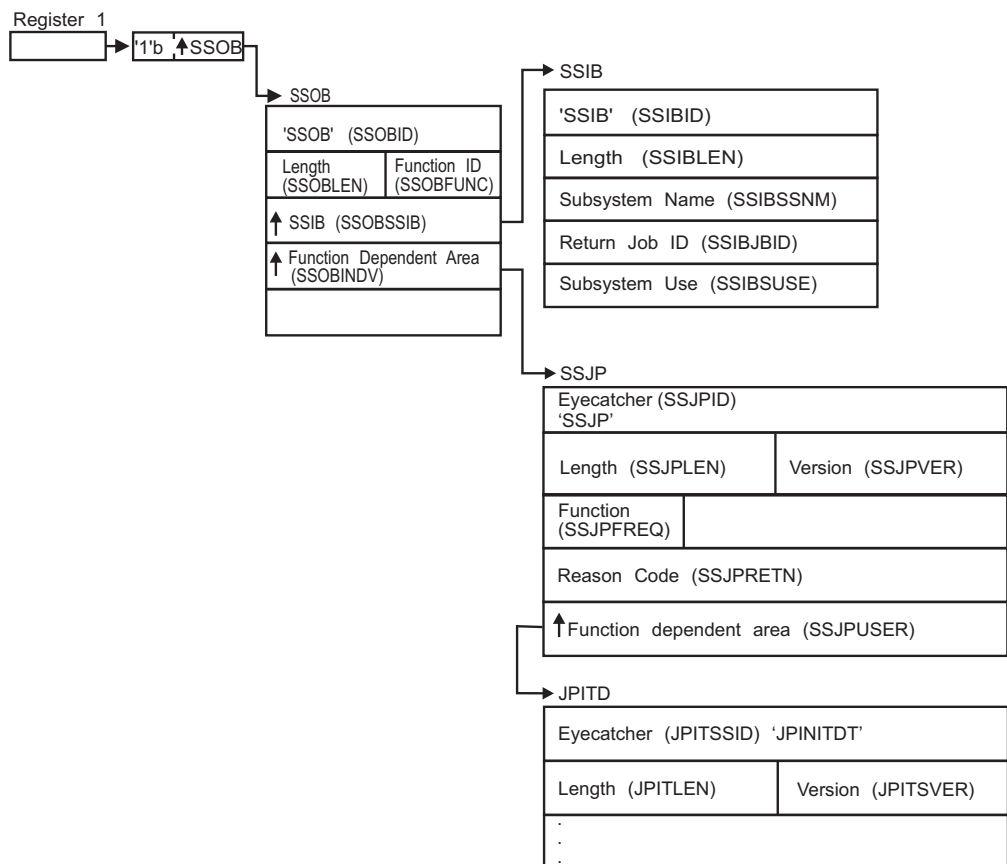 Register 1
'1'b ↑SSOB
SSOB
'SSOB' (SSOBID)
Length
(SSOBLEN)
Function ID
(SSOBFUNC)
↑ SSIB (SSOBSSIB)
↑ Function Dependent Area
(SSOBINDV)
SSIB
'SSIB' (SSIBID)
Length (SSIBLEN)
Subsystem Name (SSIBSSNM)
Return Job ID (SSIBJBID)
Subsystem Use (SSIBSUSE)
SSJP
Eyecatcher (SSJPID)
‘SSJP’
Length (SSJPLEN)
Version (SSJPVER)
Function
(SSJPFREQ)
Reason Code (SSJPRETN)
↑Function dependent area (SSJPUSER)
JPITD
Eyecatcher (JPITSSID) ‘JPINITDT’
Length (JPITLEN)
Version (JPITSVER)
.
.
.